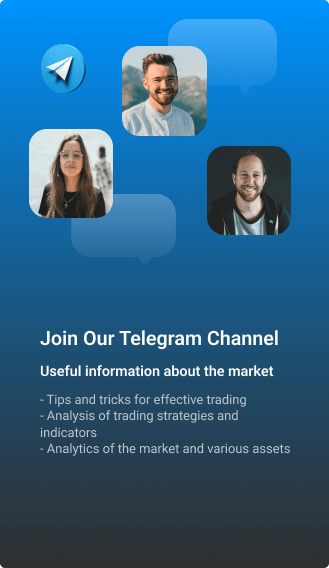 Join Our Telegram Channel
Useful information about the market
- Tips and tricks for effective trading
- Analysis of trading strategies and
indicators
- Analytics of the market and various assets